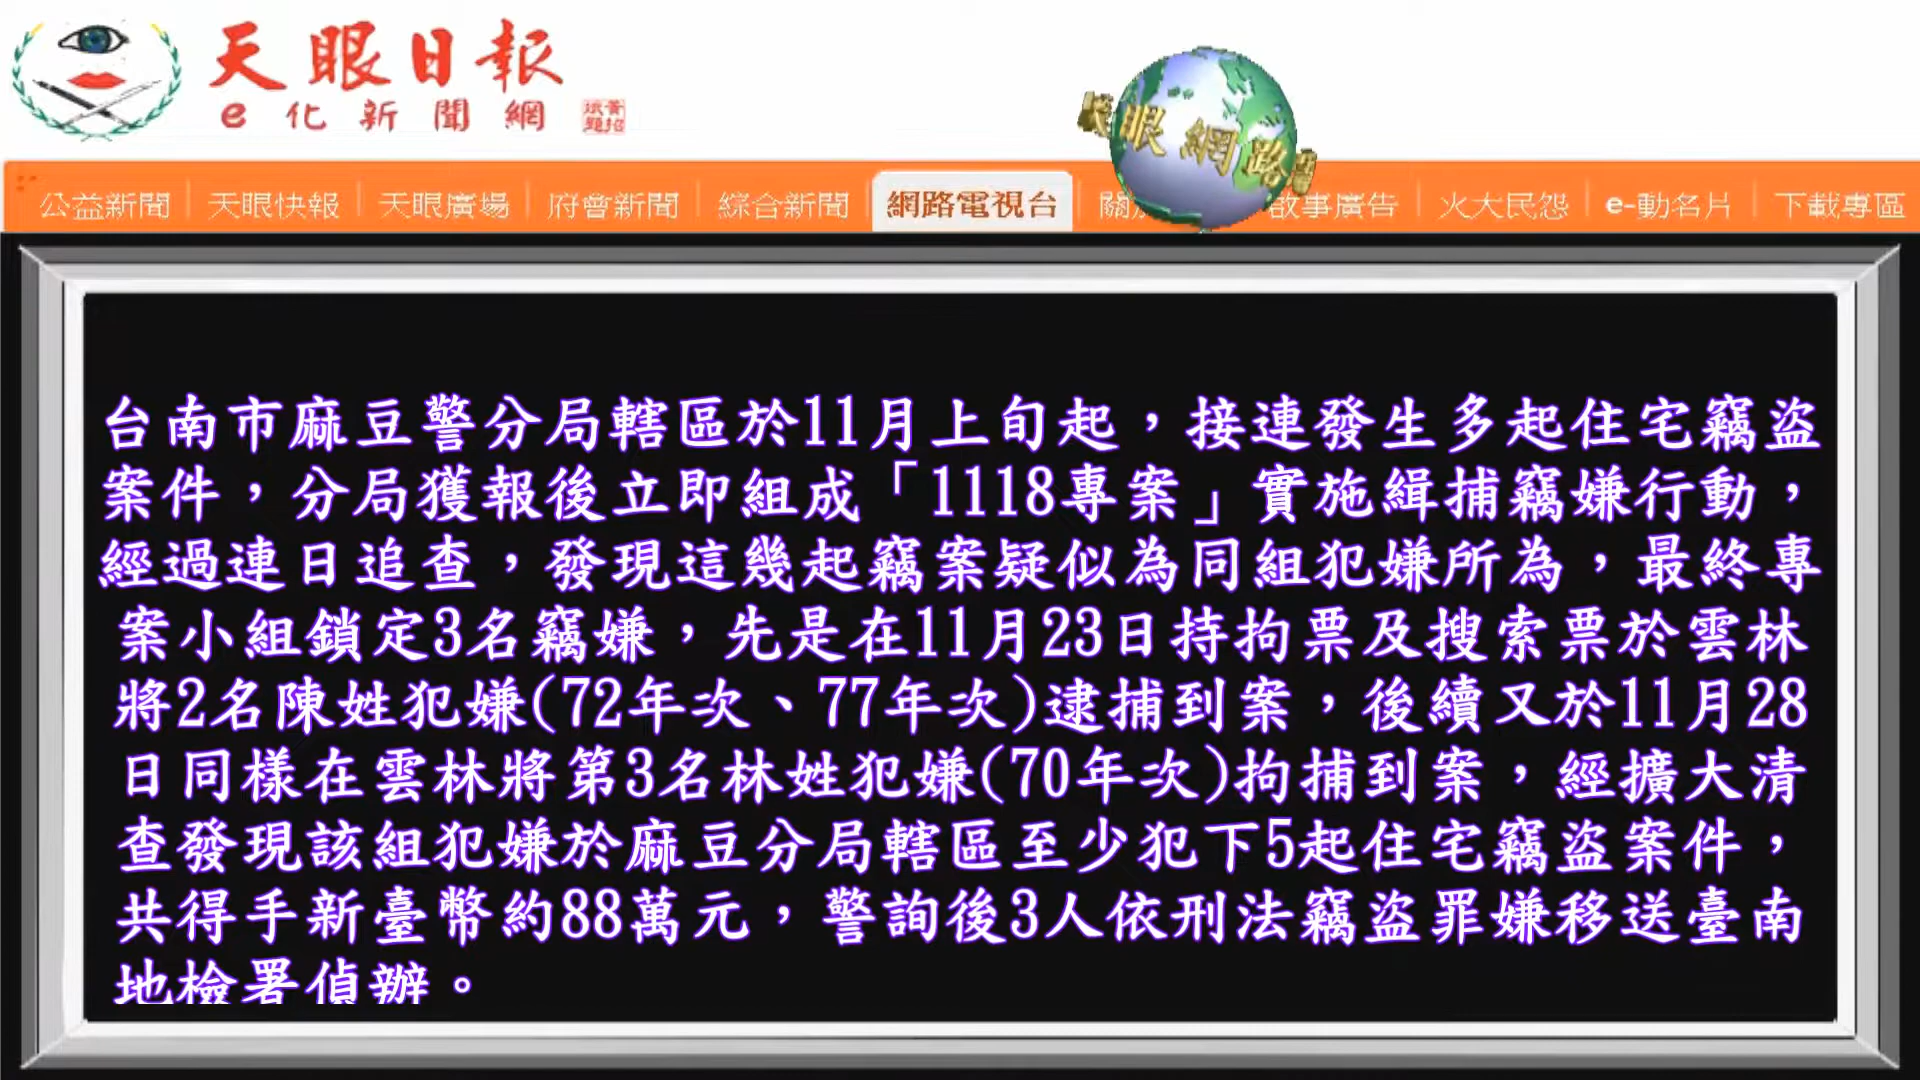 天眼日報
e化新聞網
眼網路
公益新聞 天眼快報 天眼廣場 府會新聞 綜合新聞 網路電視台 關 啟事廣告 火大民怨 e-動名片 下載專區
台南市麻豆警分局轄區於11月上旬起，接連發生多起住宅竊盜
案件，分局獲報後立即組成「1118專案」實施緝捕竊嫌行動，
經過連日追查，發現這幾起竊案疑似為同組犯嫌所為，最終專
案小組鎖定3名竊嫌，先是在11月23日持拘票及搜索票於雲林
將2名陳姓犯嫌(72年次、77年次)逮捕到案，後續又於11月28
日同樣在雲林將第3名林姓犯嫌(70年次)拘捕到案，經擴大清
查發現該組犯嫌於麻豆分局轄區至少犯下5起住宅竊盜案件，
共得手新臺幣約88萬元，警詢後3人依刑法竊盜罪嫌移送臺南
地檢署偵辦。